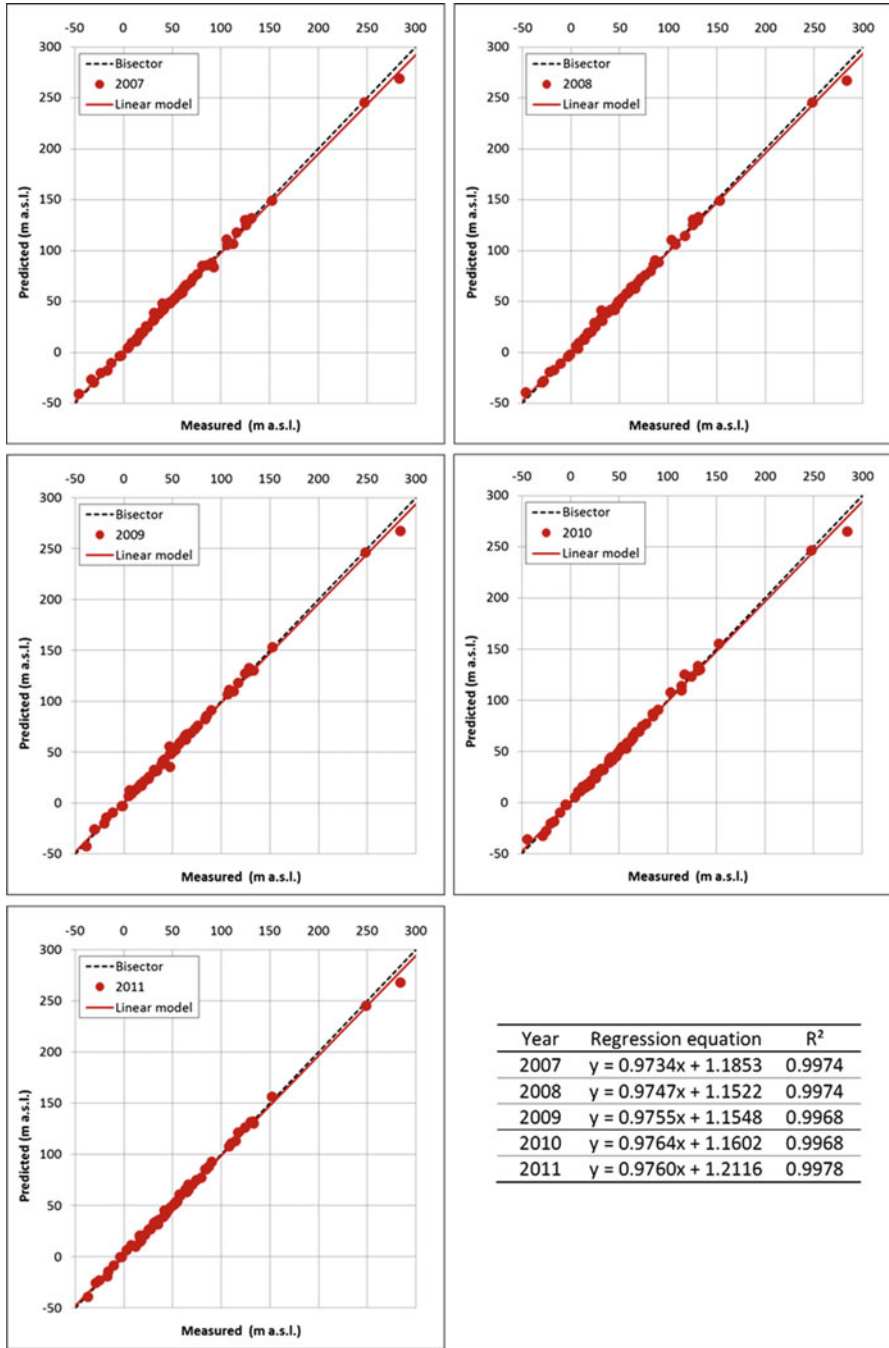 -50 0 50 100 150 200 250 300
300
250
200
150
100
50
0
-50
Bisector
2007
Linear model
Predicted (m a.s.l.)
Measured (m a.s.l.)
-50 0 50 100 150 200 250 300
300
250
200
150
100
50
0
-50
Bisector
2008
Linear model
Predicted (m a.s.l.)
Measured (m a.s.l.)
-50 0 50 100 150 200 250 300
300
250
200
150
100
50
0
-50
Bisector
2009
Linear model
Predicted (m a.s.l.)
Measured (m a.s.l.)
-50 0 50 100 150 200 250 300
300
250
200
150
100
50
0
-50
Bisector
2010
Linear model
Predicted (m a.s.l.)
Measured (m a.s.l.)
-50 0 50 100 150 200 250 300
300
250
200
150
100
50
0
-50
Bisector
2011
Linear model
Predicted (m a.s.l.)
Measured (m a.s.l.)
Year Regression equation R²
2007 y = 0.9734x + 1.1853 0.9974
2008 y = 0.9747x + 1.1522 0.9974
2009 y = 0.9755x + 1.1548 0.9968
2010 y = 0.9764x + 1.1602 0.9968
2011 y = 0.9760x + 1.2116 0.9978